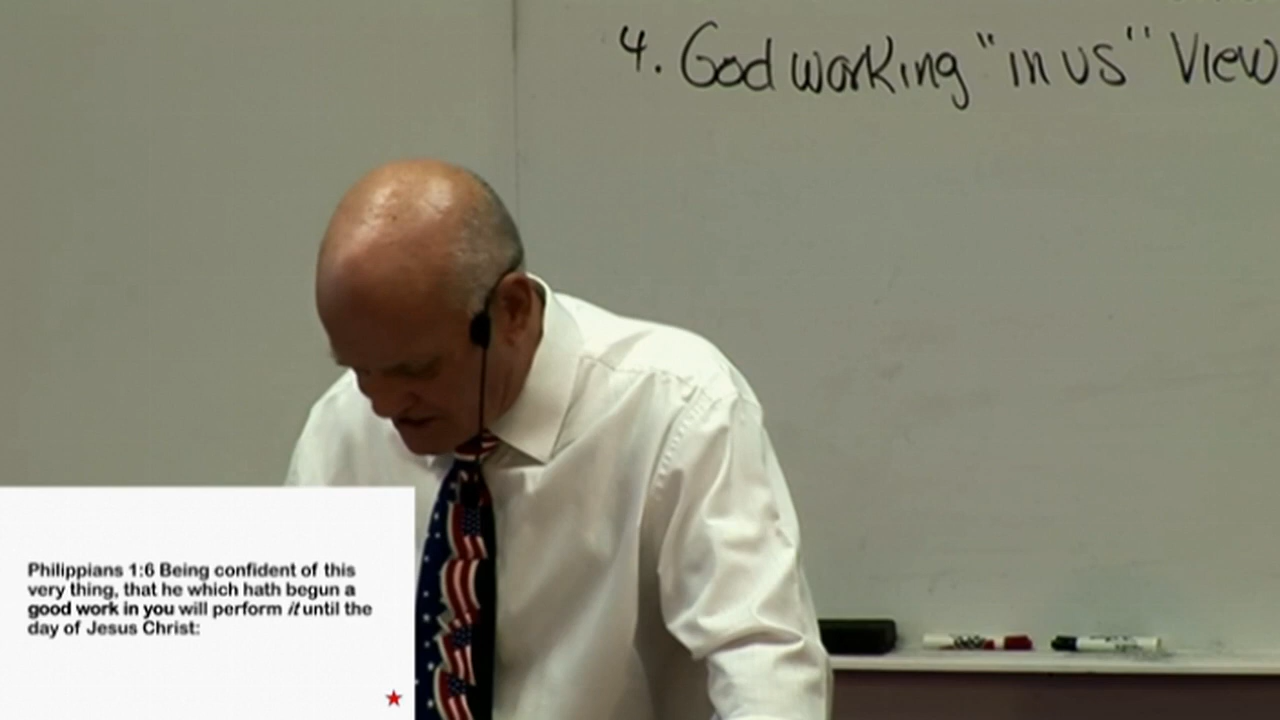 4. God working "in us" View
Philippians 1:6 Being confident of this
very thing, that he which hath begun a
good work in you will perform it until the
day of Jesus Christ: